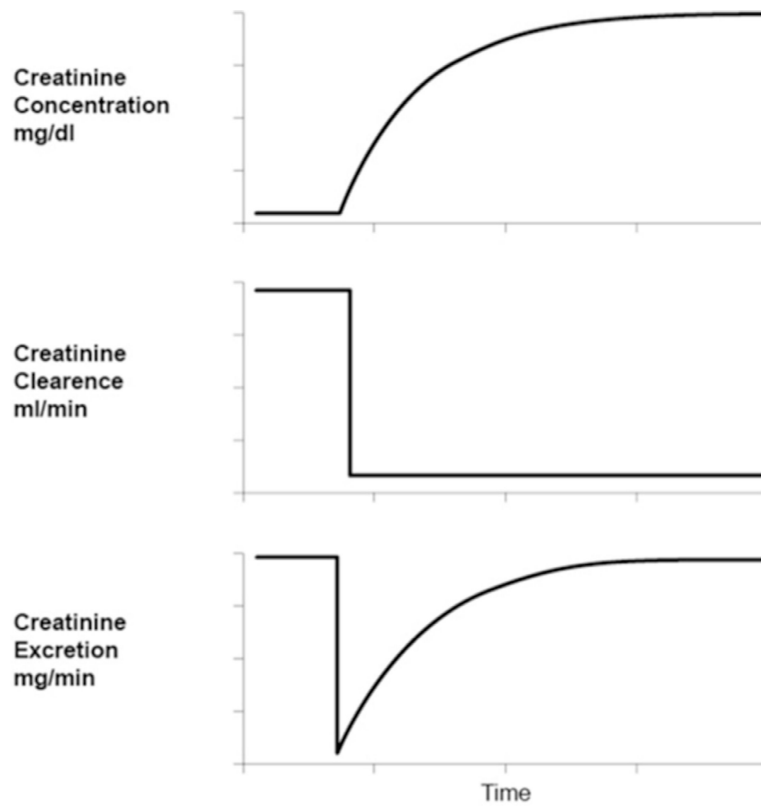 Creatinine
Concentration
mg/dl
Creatinine
Clearence
ml/min
Creatinine
Excretion
mg/min
Time